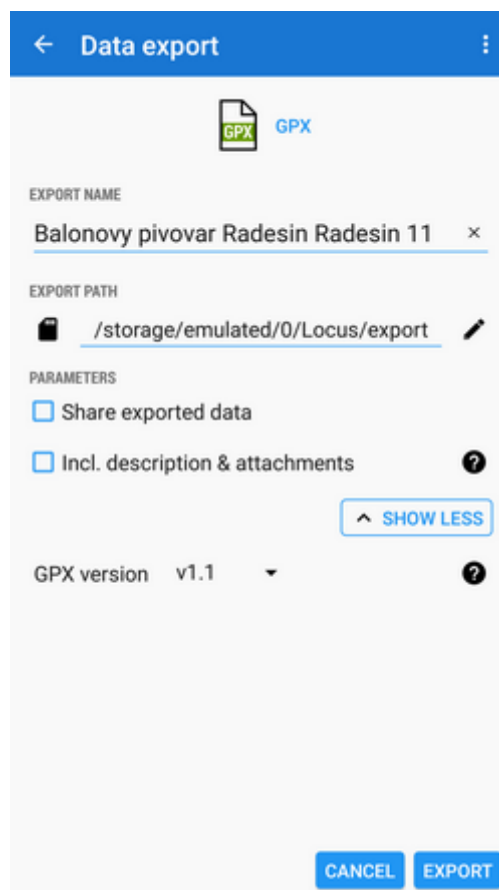 Data export
GPX GPX
EXPORT NAME
Balonovy pivovar Radesin Radesin 11
EXPORT PATH
/storage/emulated/0/Locus/export
PARAMETERS
Share exported data
Incl. description & attachments
SHOW LESS
GPX version v1.1
CANCEL EXPORT